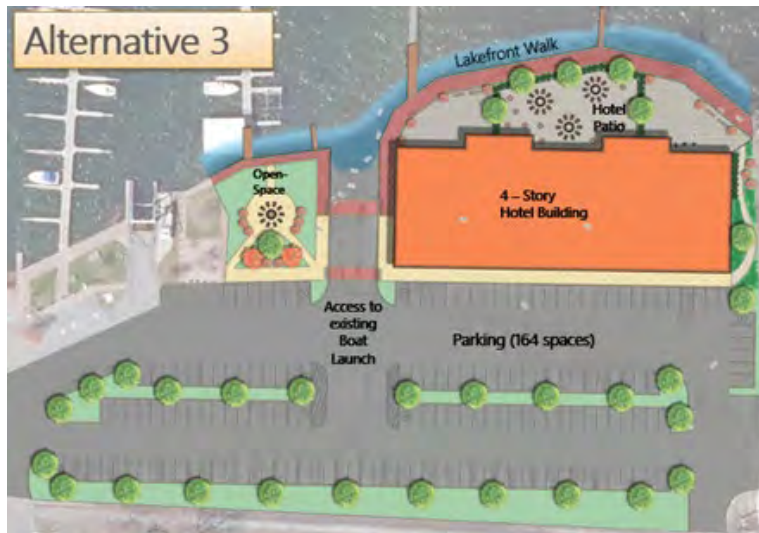 Alternative 3
Lakefront Walk
Hotel
Patio
Open-
Space
4 – Story
Hotel Building
Access to
existing
Boat
Launch
Parking (164 spaces)